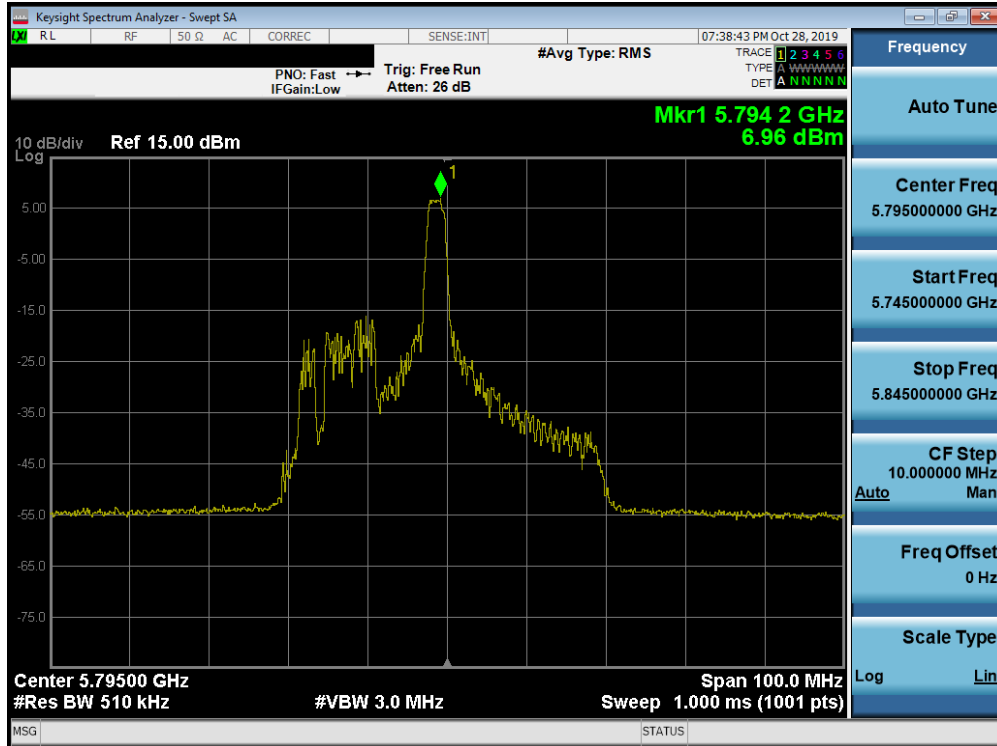 Keysight Spectrum Analyzer - Swept SA
LXI RL RF 50 Ω AC CORREC SENSE:INT 07:38:43 PM Oct 28, 2019
#Avg Type: RMS
TRACE 1 2 3 4 5 6
TYPE A WWWWW
DET A N N N N N
PNO: Fast Trig: Free Run
IFGain:Low Atten: 26 dB
Mkr1 5.794 2 GHz
6.96 dBm
10 dB/div Ref 15.00 dBm
Log
1
5.00
-5.00
-15.0
-25.0
-35.0
-45.0
-55.0
-65.0
-75.0
Center 5.79500 GHz Span 100.0 MHz
#Res BW 510 kHz #VBW 3.0 MHz Sweep 1.000 ms (1001 pts)
MSG STATUS
Frequency
Auto Tune
Center Freq
5.795000000 GHz
Start Freq
5.745000000 GHz
Stop Freq
5.845000000 GHz
CF Step
10.000000 MHz
Auto Man
Freq Offset
0 Hz
Scale Type
Log Lin